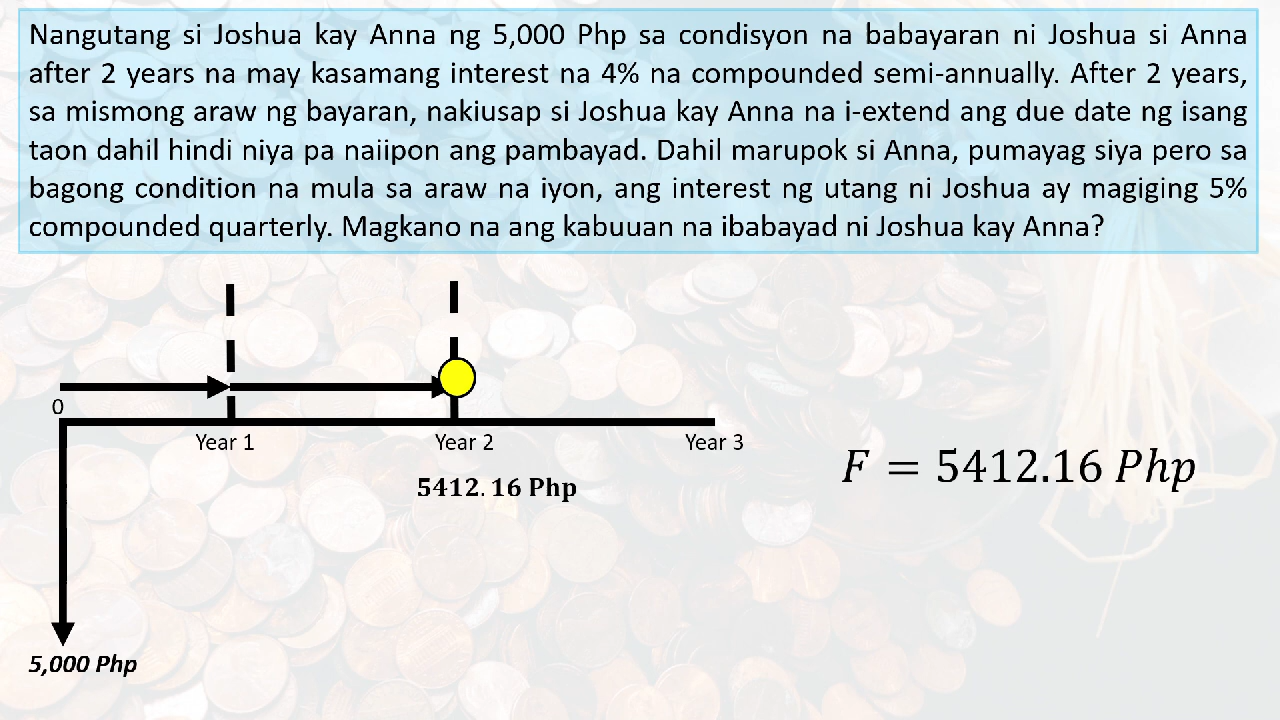 Nangutang si Joshua kay Anna ng 5,000 Php sa condisyon na babayaran ni Joshua si Anna
after 2 years na may kasamang interest na 4% na compounded semi-annually. After 2 years,
sa mismong araw ng bayaran, nakiusap si Joshua kay Anna na i-extend ang due date ng isang
taon dahil hindi niya pa naiipon ang pambayad. Dahil marupok si Anna, pumayag siya pero sa
bagong condition na mula sa araw na iyon, ang interest ng utang ni Joshua ay magiging 5%
compounded quarterly. Magkano na ang kabuuan na ibabayad ni Joshua kay Anna?
0
Year 1
Year 2
Year 3
5412.16 Php
F = 5412.16 Php
5,000 Php